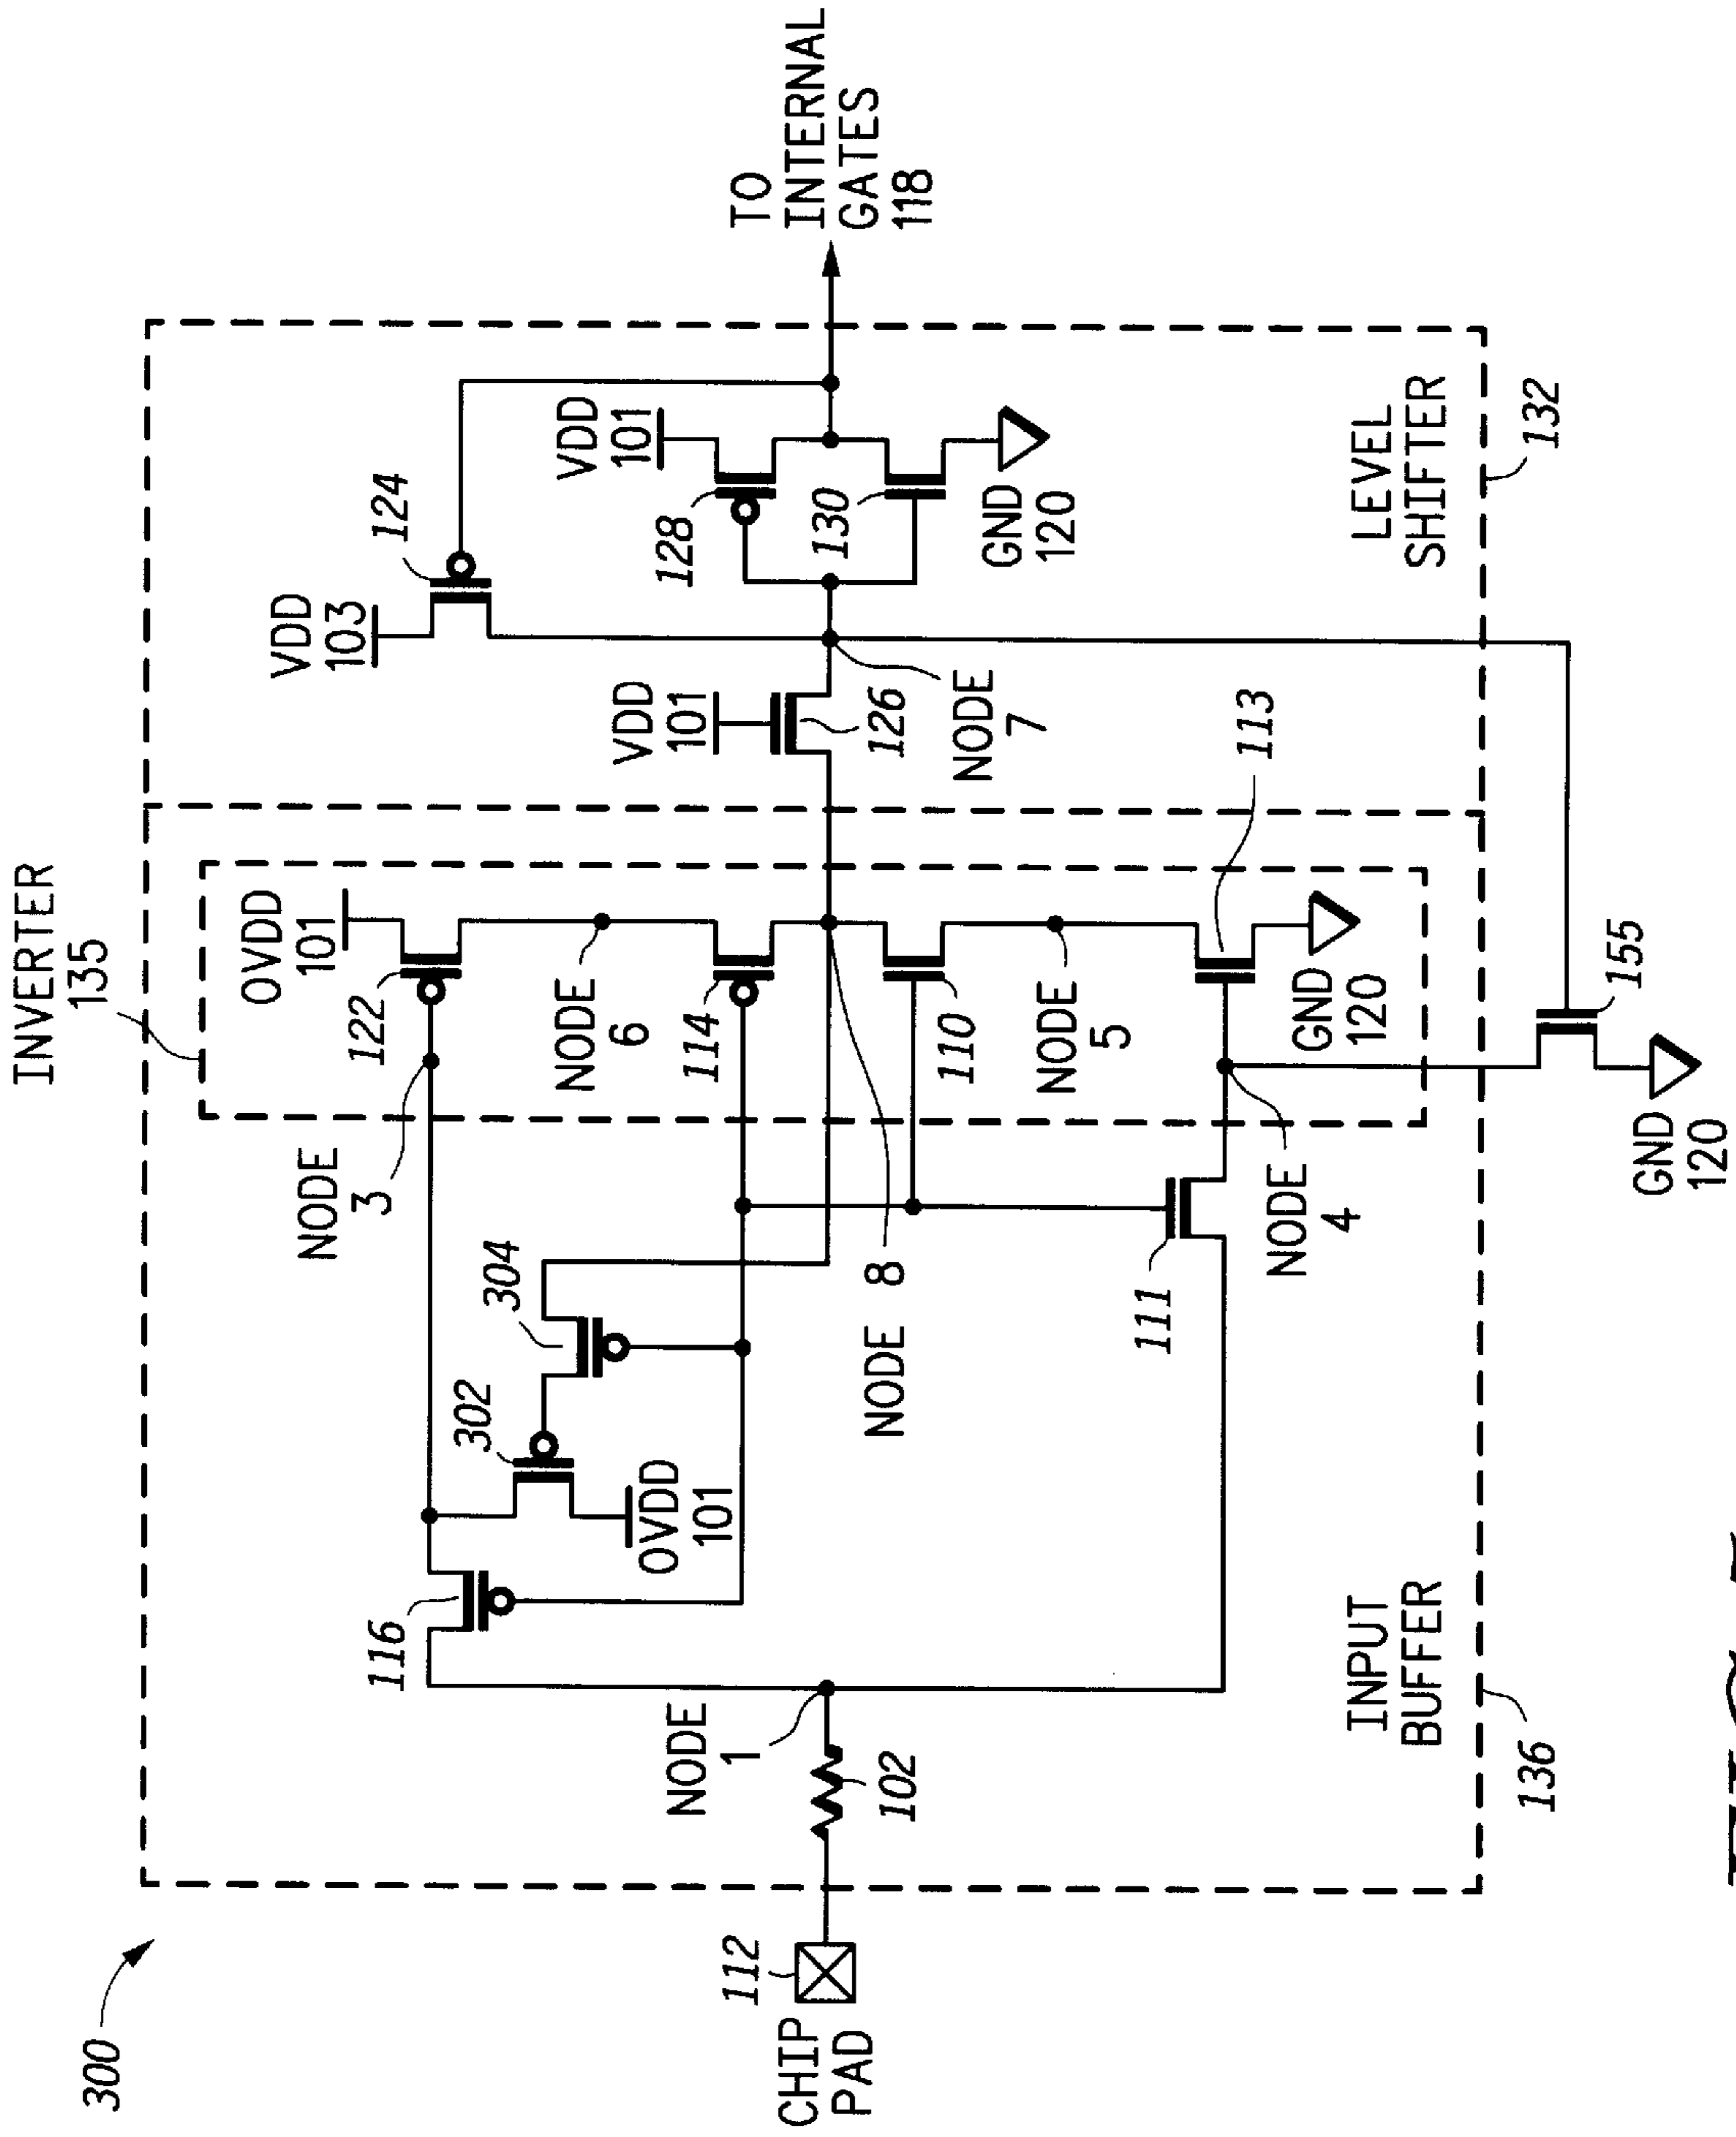 300
INVERTER
135
OVDD
101
122
NODE
3
NODE
6
114
110
NODE
5
GND
120
113
NODE
4
111
NODE 8
304
302
OVDD
101
116
NODE
1
102
112
CHIP
PAD
INPUT
BUFFER
136
VDD
103
124
VDD
101
126
NODE
7
VDD
101
128
130
GND
120
LEVEL
SHIFTER
132
155
GND
120
TO
INTERNAL
GATES
118